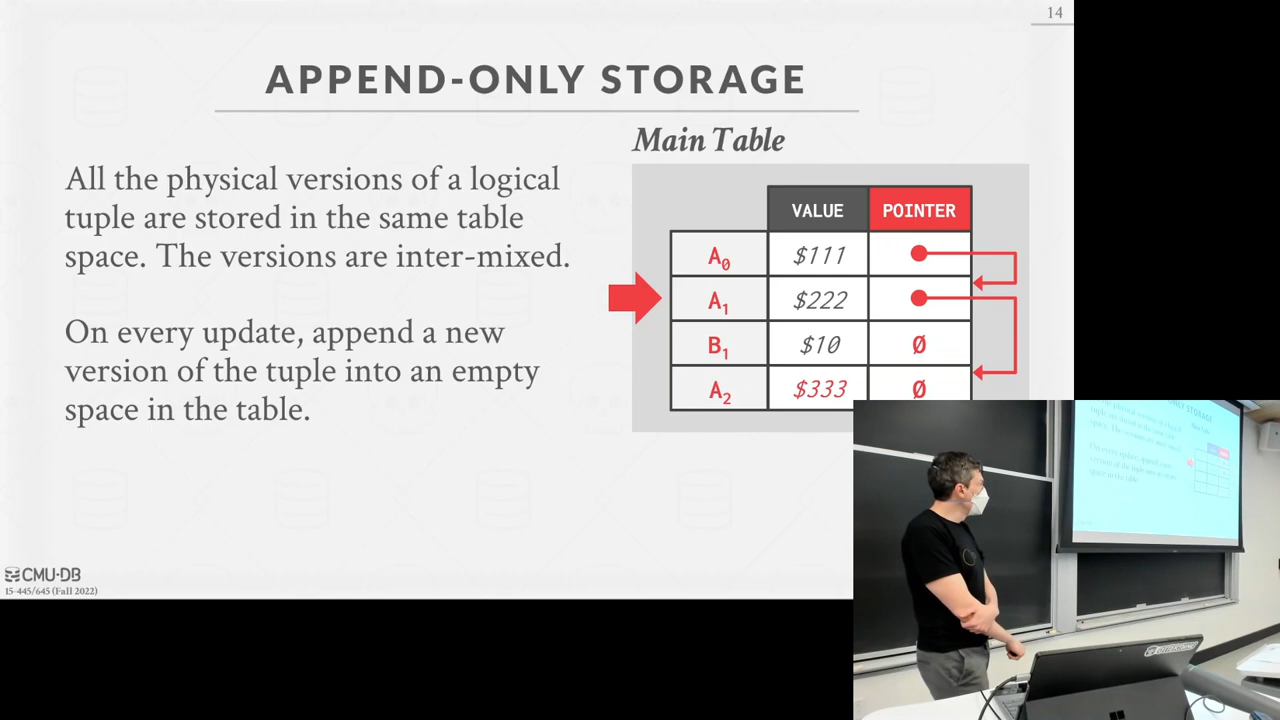 14
APPEND-ONLY STORAGE
Main Table
All the physical versions of a logical
tuple are stored in the same table
space. The versions are inter-mixed.
On every update, append a new
version of the tuple into an empty
space in the table.
VALUE POINTER
A0 $111
A1 $222
B1 $10 Ø
A2 $333 Ø
CMU·DB
15-445/645 (Fall 2022)